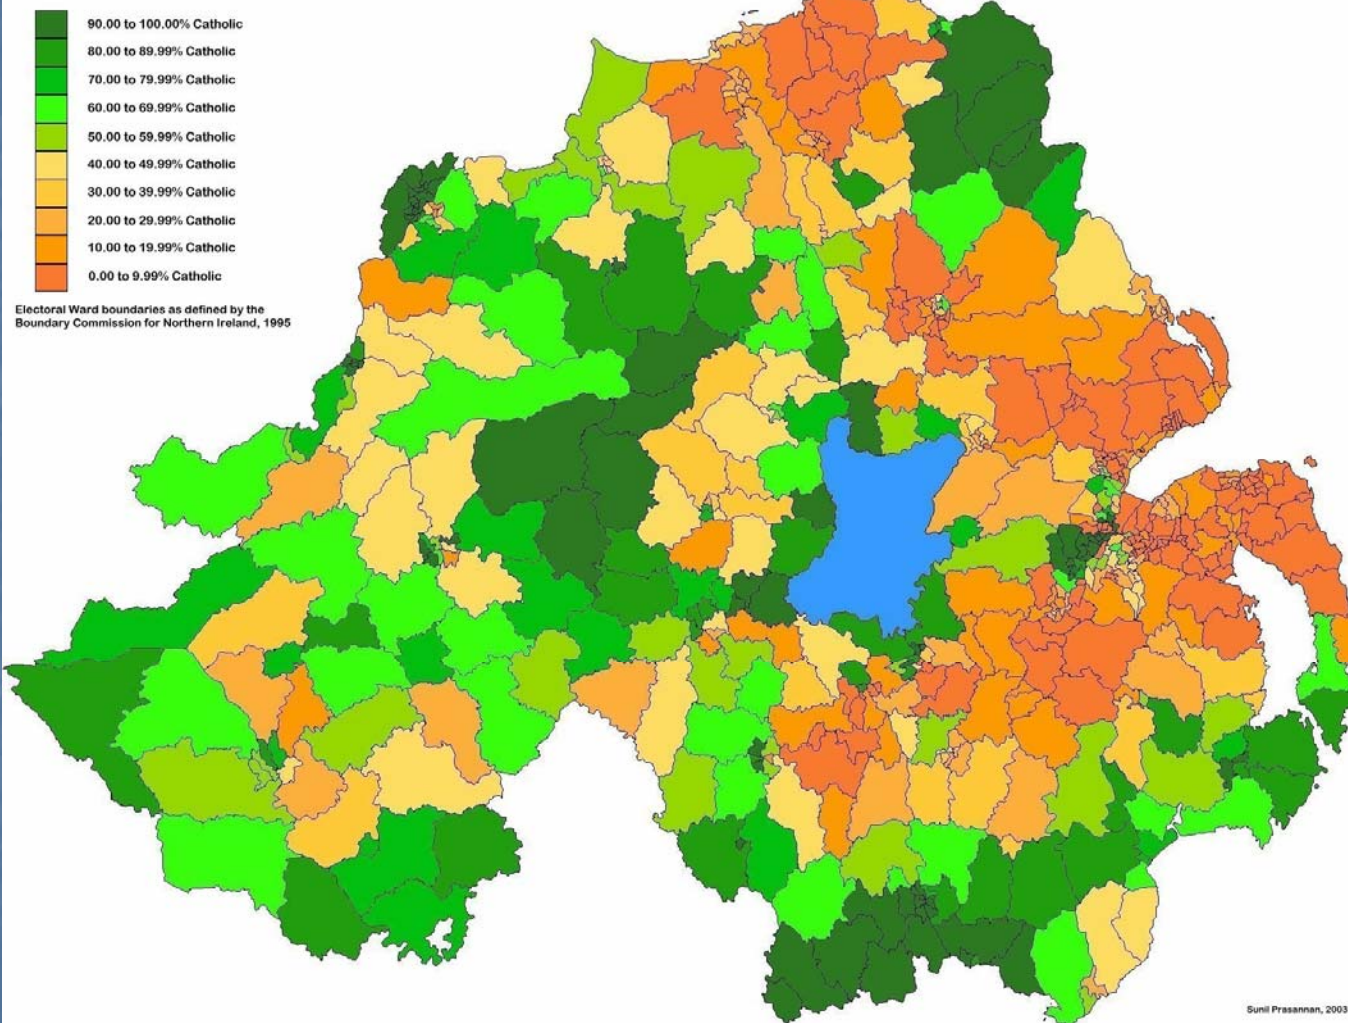 90.00 to 100.00% Catholic
80.00 to 89.99% Catholic
70.00 to 79.99% Catholic
60.00 to 69.99% Catholic
50.00 to 59.99% Catholic
40.00 to 49.99% Catholic
30.00 to 39.99% Catholic
20.00 to 29.99% Catholic
10.00 to 19.99% Catholic
0.00 to 9.99% Catholic
Electoral Ward boundaries as defined by the
Boundary Commission for Northern Ireland, 1995
Sunil Prasannan, 2003